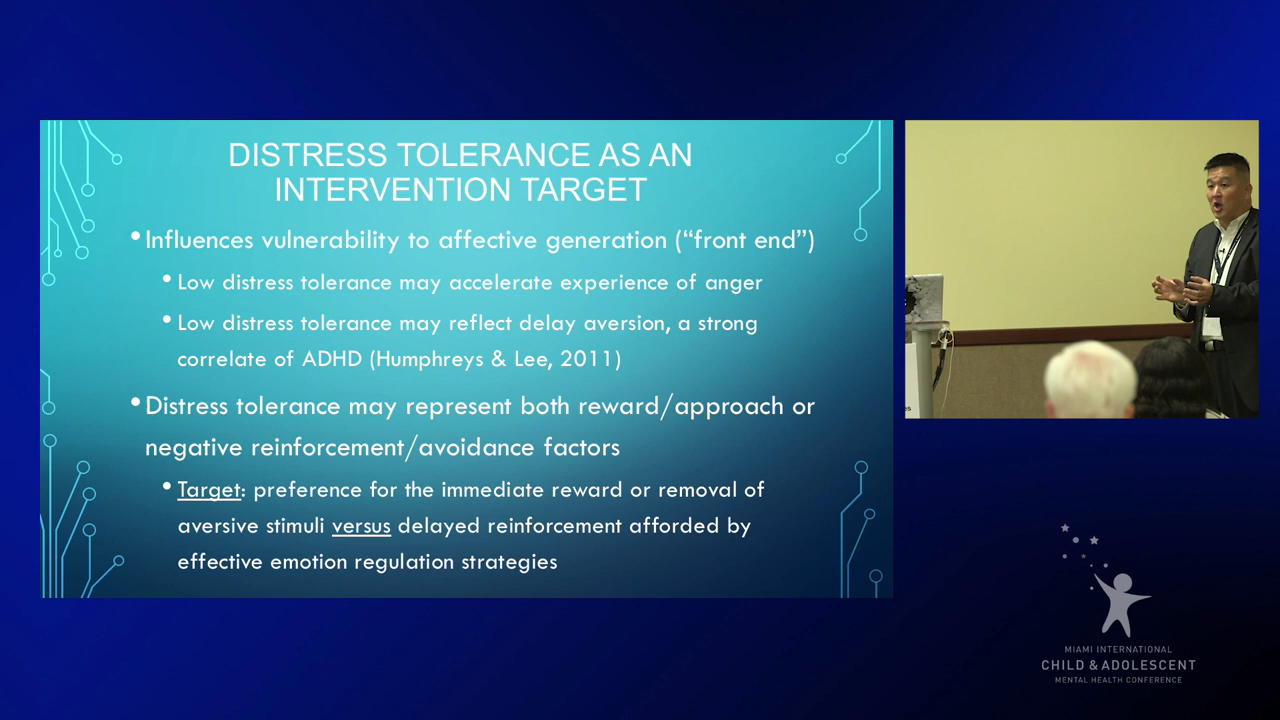 DISTRESS TOLERANCE AS AN
INTERVENTION TARGET
•Influences vulnerability to affective generation (“front end”)
•Low distress tolerance may accelerate experience of anger
•Low distress tolerance may reflect delay aversion, a strong
correlate of ADHD (Humphreys & Lee, 2011)
•Distress tolerance may represent both reward/approach or
negative reinforcement/avoidance factors
•Target: preference for the immediate reward or removal of
aversive stimuli versus delayed reinforcement afforded by
effective emotion regulation strategies
MIAMI INTERNATIONAL
CHILD & ADOLESCENT
MENTAL HEALTH CONFERENCE